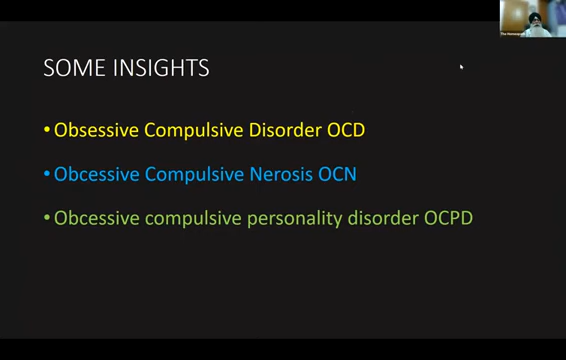 SOME INSIGHTS
• Obsessive Compulsive Disorder OCD
• Obcessive Compulsive Nerosis OCN
• Obcessive compulsive personality disorder OCPD